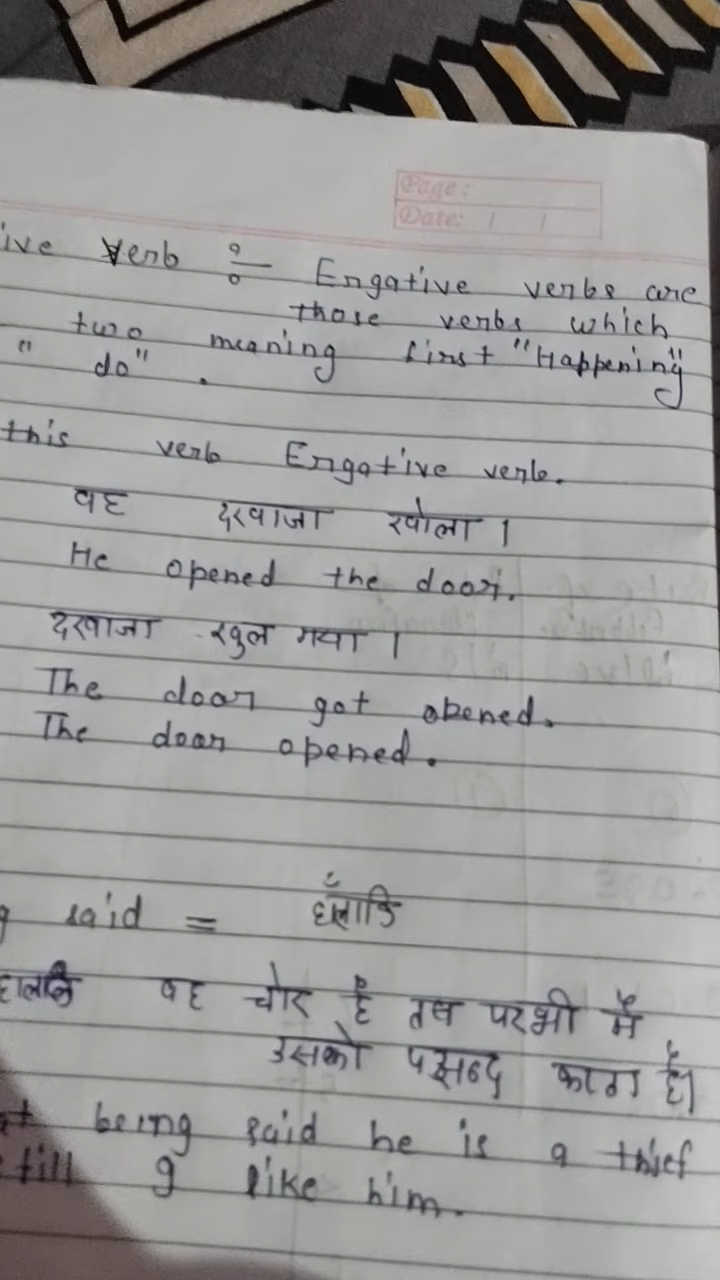 Page:
Date: / /
ive Verb :- Ergative verbs are
those verbs which
two meaning first "Happening"
" do".
this verb Ergative verb.
वह दरवाजा खोला।
He opened the door.
दरवाजा खुल गया।
The door got opened.
The door opened.
g said = हॅंलाकि
हालाकि वह चोर है तब परभी मैं
उसको पसन्द करता हूँ।
at being said he is a thief
till I like him.